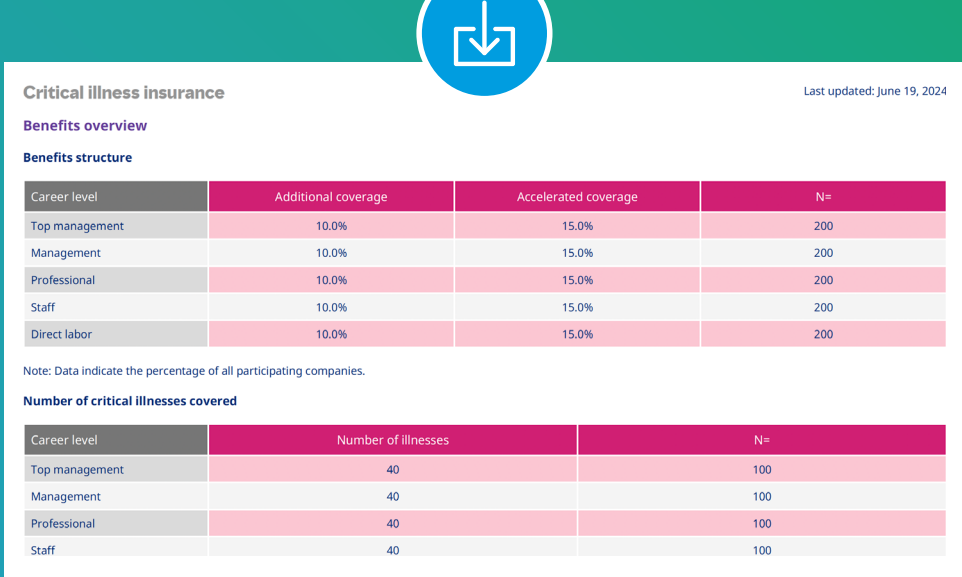 Critical illness insurance
Last updated: June 19, 2024
Benefits overview
Benefits structure
Career level Additional coverage Accelerated coverage N=
Top management 10.0% 15.0% 200
Management 10.0% 15.0% 200
Professional 10.0% 15.0% 200
Staff 10.0% 15.0% 200
Direct labor 10.0% 15.0% 200
Note: Data indicate the percentage of all participating companies.
Number of critical illnesses covered
Career level Number of illnesses N=
Top management 40 100
Management 40 100
Professional 40 100
Staff 40 100